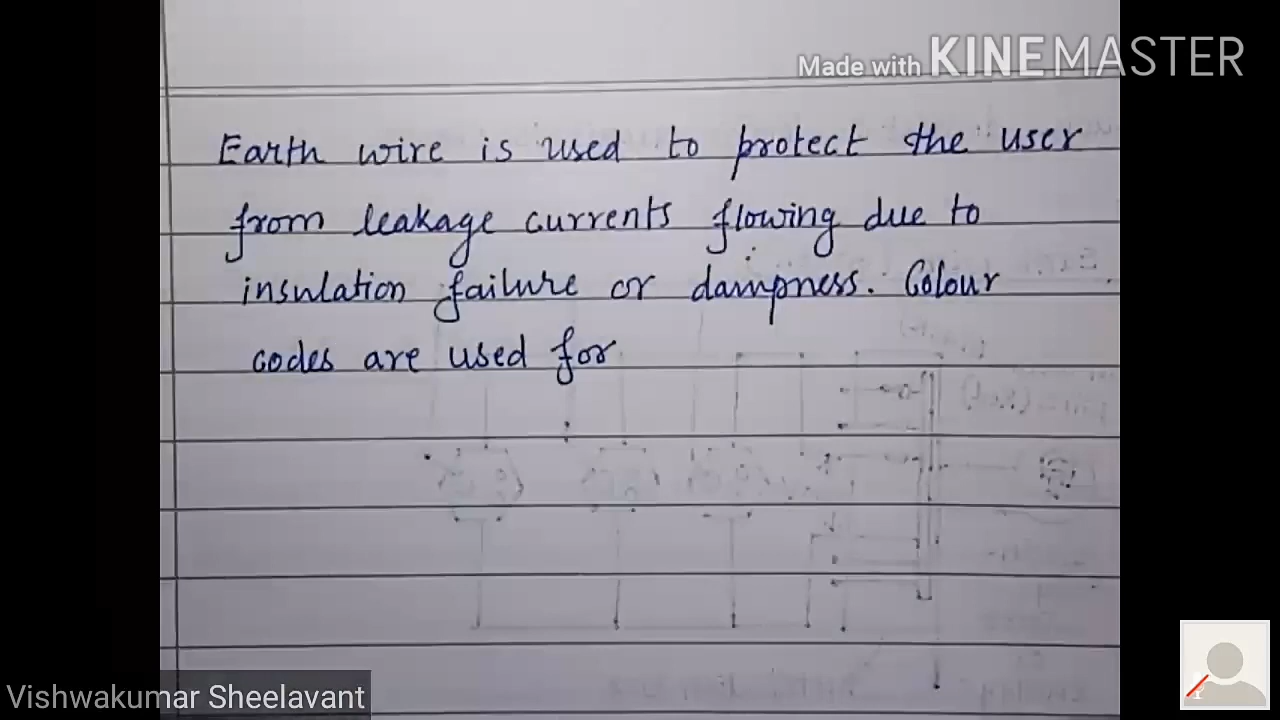 Made with KINEMASTER
Earth wire is used to protect the user
from leakage currents flowing due to
insulation failure or dampness. Colour
codes are used for
Vishwakumar Sheelavant